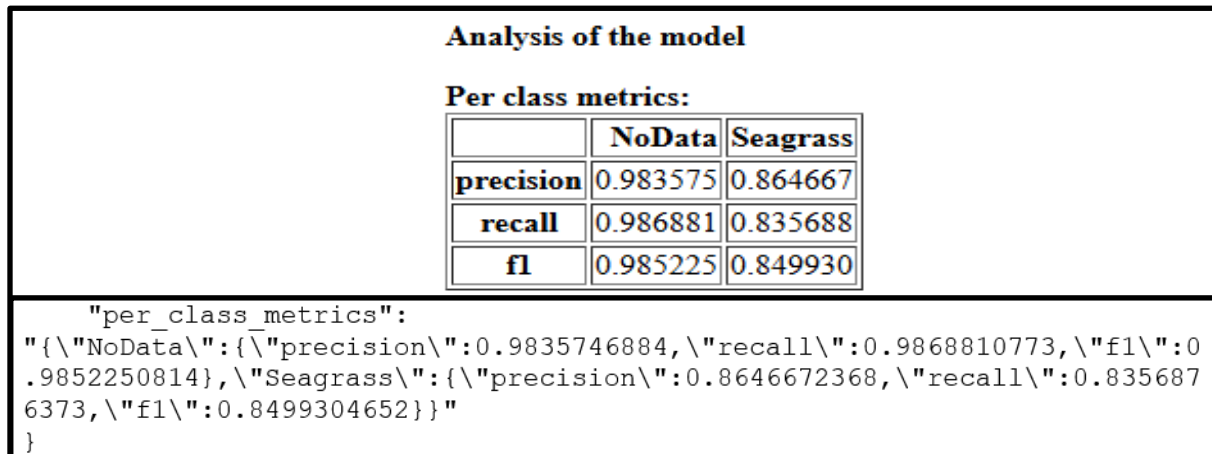 Analysis of the model
Per class metrics:
NoData Seagrass
precision 0.983575 0.864667
recall 0.986881 0.835688
f1 0.985225 0.849930
"per_class_metrics":
"{\"NoData\":{\"precision\":0.9835746884,\"recall\":0.9868810773,\"f1\":0
.9852250814},\"Seagrass\":{\"precision\":0.8646672368,\"recall\":0.835687
6373,\"f1\":0.8499304652}}"
}